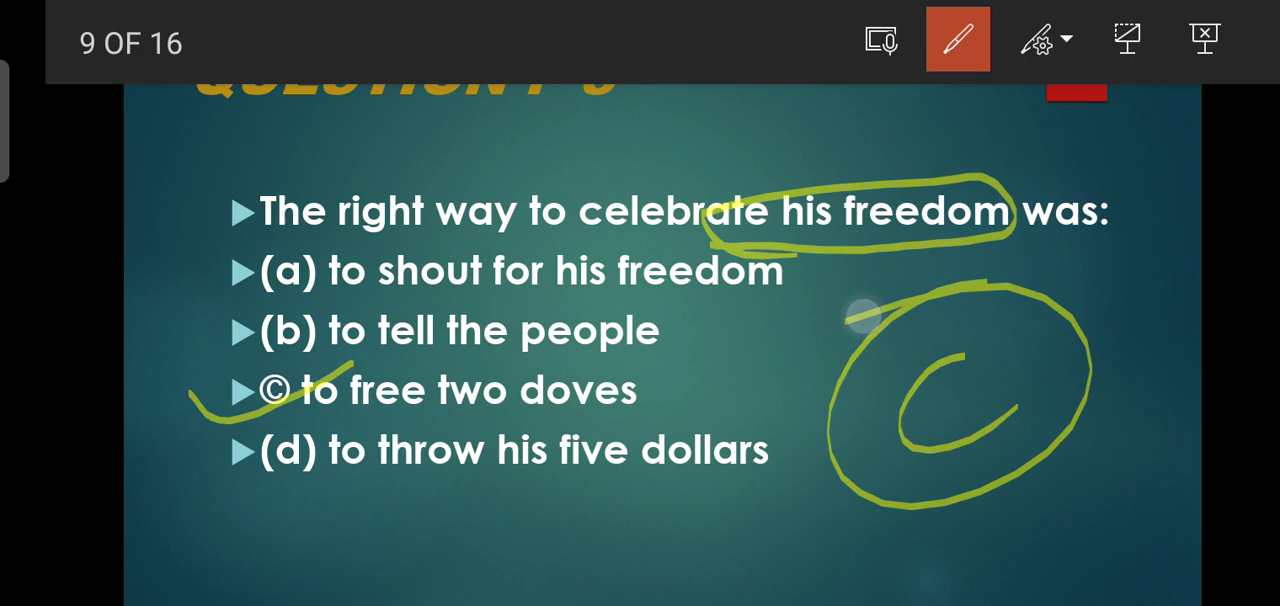 9 OF 16
The right way to celebrate his freedom was:
(a) to shout for his freedom
(b) to tell the people
© to free two doves
(d) to throw his five dollars
C